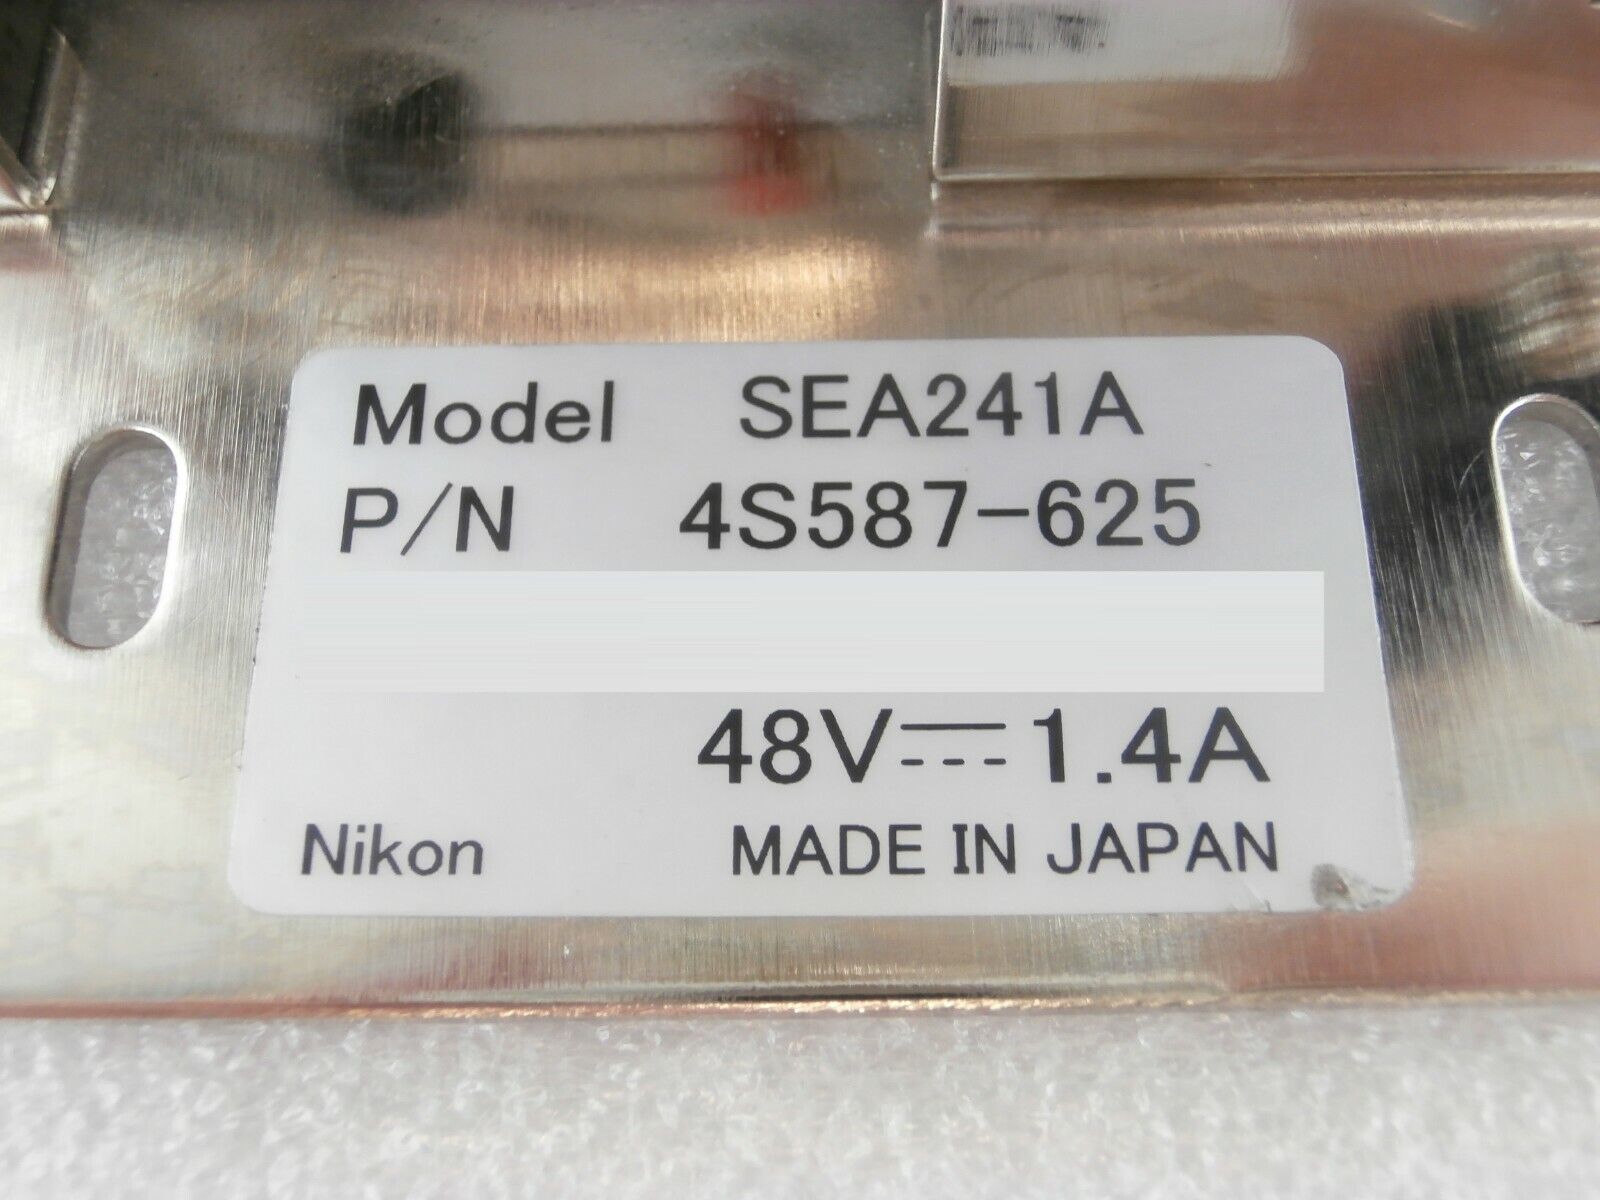 Model SEA241A
P/N 4S587-625
48V⎓1.4A
Nikon MADE IN JAPAN